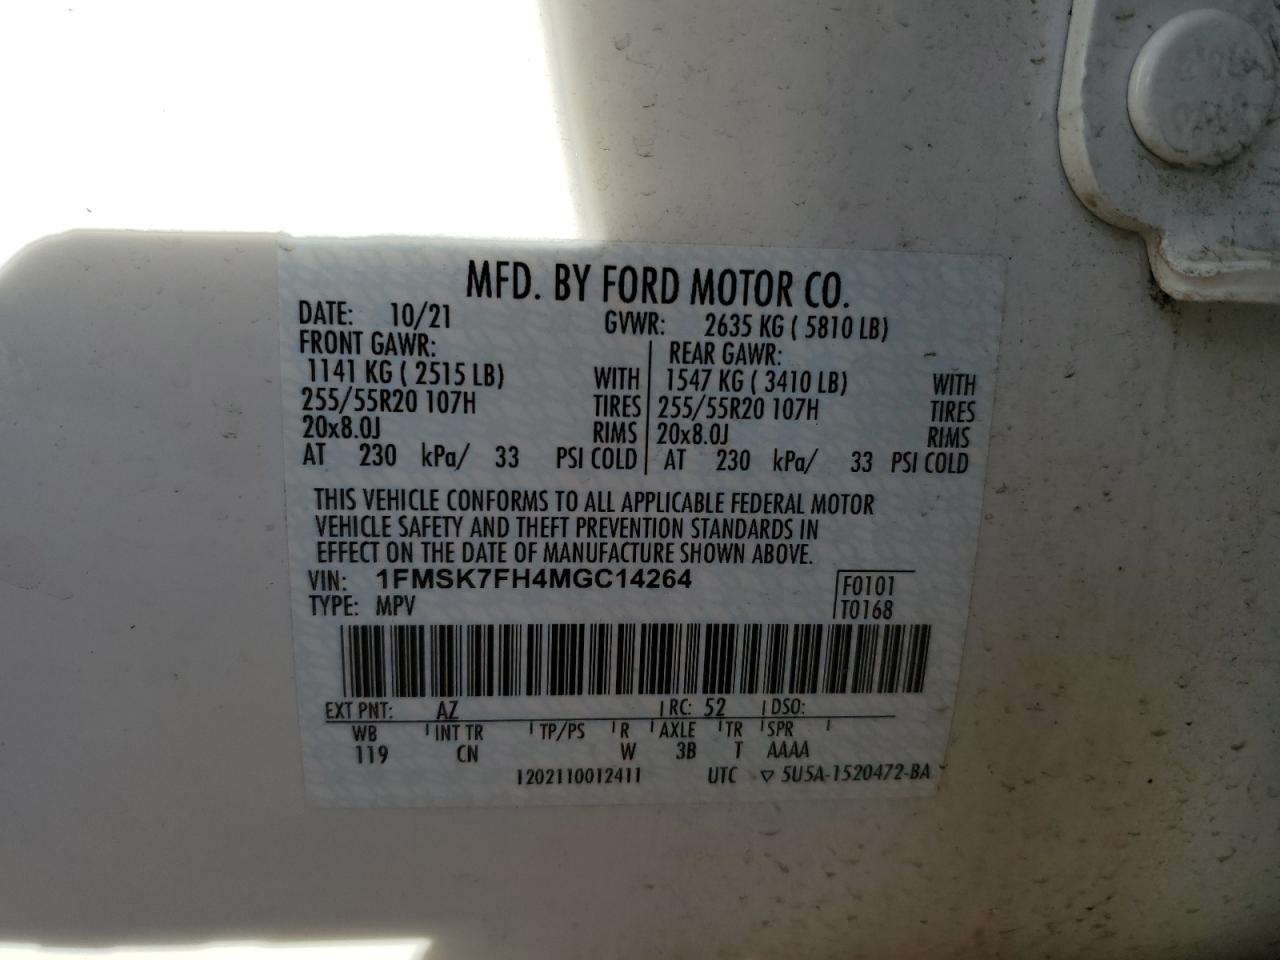 MFD. BY FORD MOTOR CO.
DATE: 10/21 GVWR: 2635 KG ( 5810 LB)
FRONT GAWR: REAR GAWR:
1141 KG ( 2515 LB) WITH 1547 KG ( 3410 LB) WITH
255/55R20 107H TIRES 255/55R20 107H TIRES
20x8.0J RIMS 20x8.0J RIMS
AT 230 kPa/ 33 PSI COLD AT 230 kPa/ 33 PSI COLD
THIS VEHICLE CONFORMS TO ALL APPLICABLE FEDERAL MOTOR
VEHICLE SAFETY AND THEFT PREVENTION STANDARDS IN
EFFECT ON THE DATE OF MANUFACTURE SHOWN ABOVE.
VIN: 1FMSK7FH4MGC14264 F0101
TYPE: MPV T0168
EXT PNT: AZ RC: 52 DSO:
WB INT TR TP/PS R AXLE TR SPR
119 CN W 3B T AAAA
1202110012411 UTC ▽ 5U5A-1520472-BA